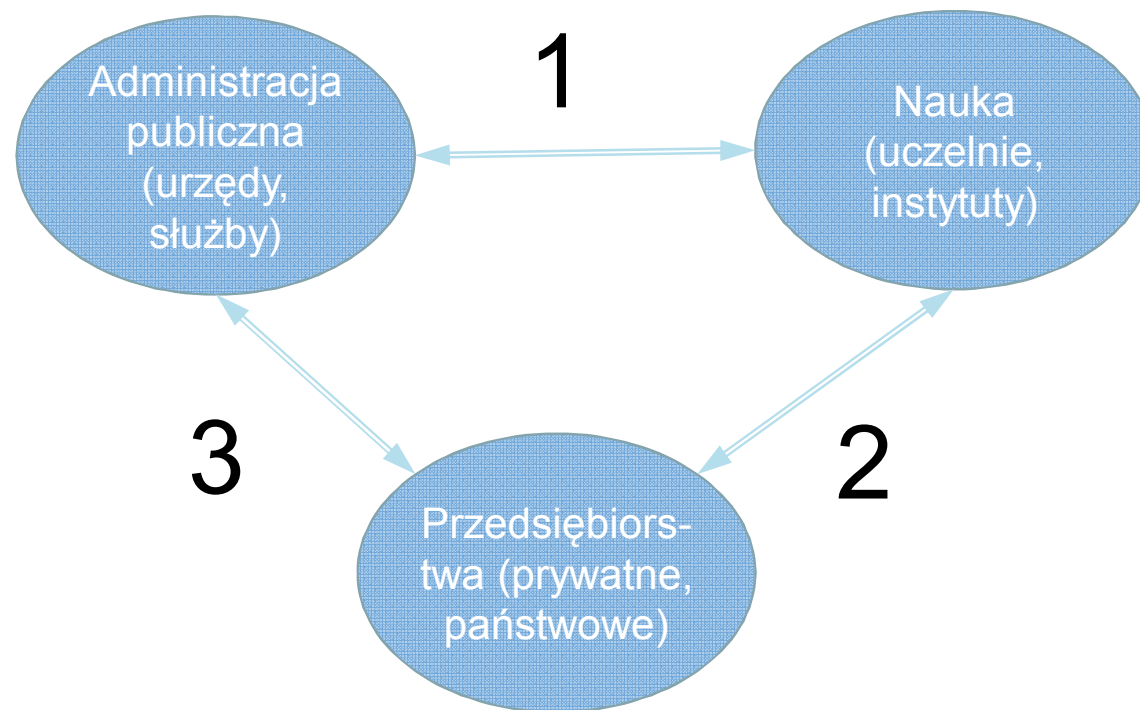 Administracja
publiczna
(urzędy,
służby)
1
Nauka
(uczelnie,
instytuty)
3
2
Przedsiębiors-
twa (prywatne,
państwowe)